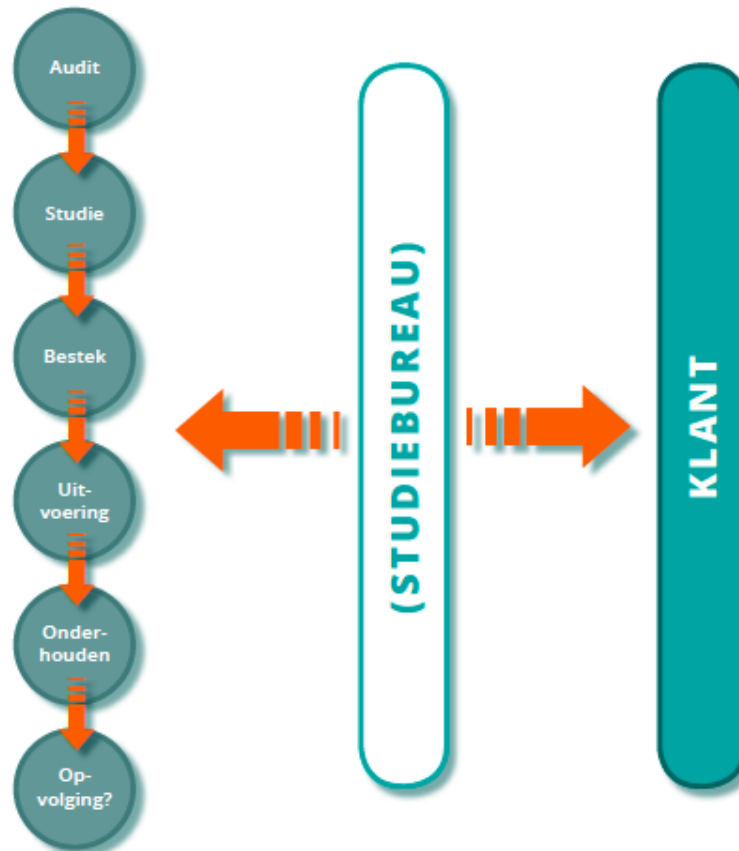 Audit
Studie
Bestek
Uit-
voering
Onder-
houden
Op-
volging?
(STUDIEBUREAU)
KLANT